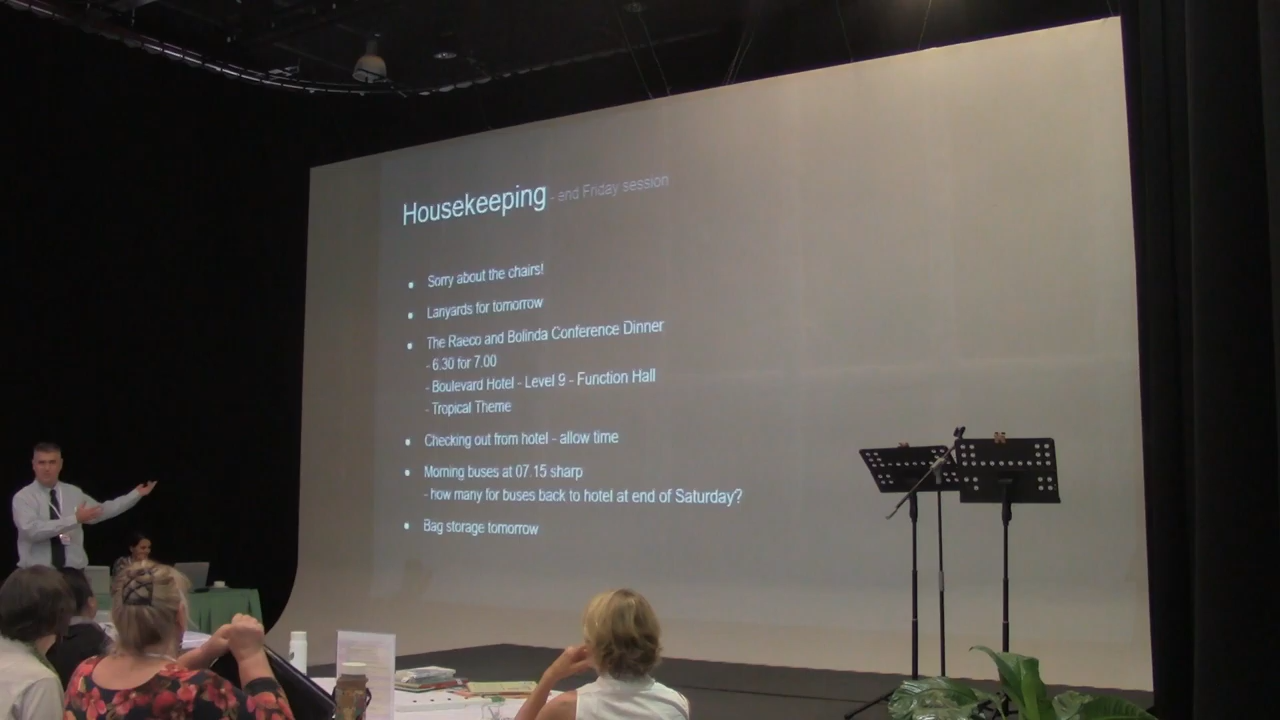 Housekeeping - end Friday session
• Sorry about the chairs!
• Lanyards for tomorrow
• The Raeco and Bolinda Conference Dinner
- 6.30 for 7.00
- Boulevard Hotel - Level 9 - Function Hall
- Tropical Theme
• Checking out from hotel - allow time
• Morning buses at 07.15 sharp
- how many for buses back to hotel at end of Saturday?
• Bag storage tomorrow